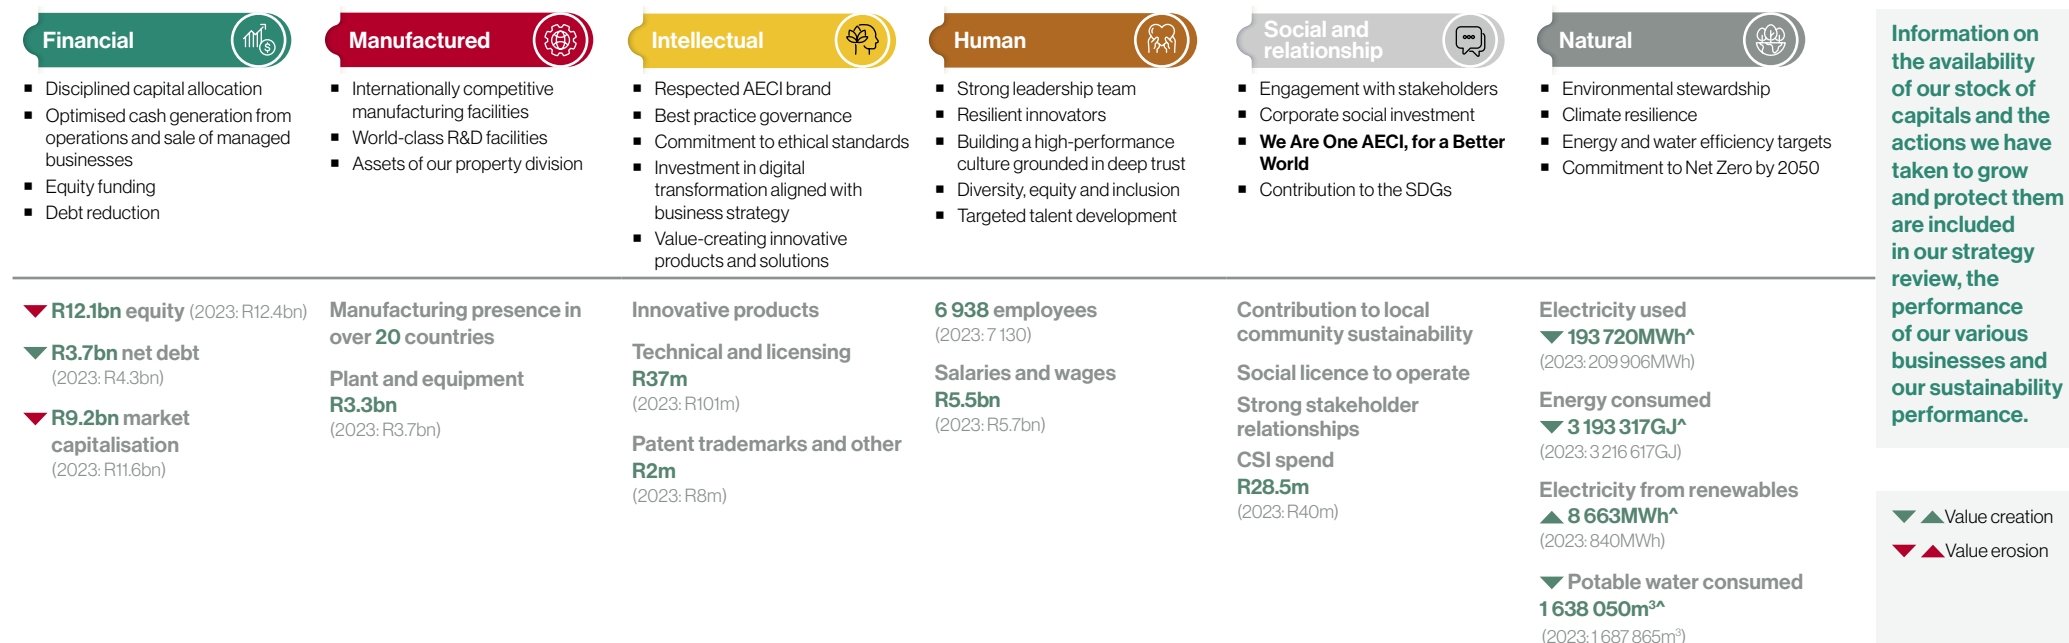 Financial
■ Disciplined capital allocation
■ Optimised cash generation from
operations and sale of managed
businesses
■ Equity funding
■ Debt reduction
Manufactured
■ Internationally competitive
manufacturing facilities
■ World-class R&D facilities
■ Assets of our property division
Intellectual
■ Respected AECI brand
■ Best practice governance
■ Commitment to ethical standards
■ Investment in digital
transformation aligned with
business strategy
■ Value-creating innovative
products and solutions
Human
■ Strong leadership team
■ Resilient innovators
■ Building a high-performance
culture grounded in deep trust
■ Diversity, equity and inclusion
■ Targeted talent development
Social and
relationship
■ Engagement with stakeholders
■ Corporate social investment
■ We Are One AECI, for a Better
World
■ Contribution to the SDGs
Natural
■ Environmental stewardship
■ Climate resilience
■ Energy and water efficiency targets
■ Commitment to Net Zero by 2050
▼ R12.1bn equity (2023: R12.4bn)
▼ R3.7bn net debt
(2023: R4.3bn)
▼ R9.2bn market
capitalisation
(2023: R11.6bn)
Manufacturing presence in
over 20 countries
Plant and equipment
R3.3bn
(2023: R3.7bn)
Innovative products
Technical and licensing
R37m
(2023: R101m)
Patent trademarks and other
R2m
(2023: R8m)
6 938 employees
(2023: 7 130)
Salaries and wages
R5.5bn
(2023: R5.7bn)
Contribution to local
community sustainability
Social licence to operate
Strong stakeholder
relationships
CSI spend
R28.5m
(2023: R40m)
Electricity used
▼ 193 720MWh^
(2023: 209 906MWh)
Energy consumed
▼ 3 193 317GJ^
(2023: 3 216 617GJ)
Electricity from renewables
▲ 8 663MWh^
(2023: 840MWh)
▼ Potable water consumed
1 638 050m³^
(2023: 1 687 865m³)
Information on
the availability
of our stock of
capitals and the
actions we have
taken to grow
and protect them
are included
in our strategy
review, the
performance
of our various
businesses and
our sustainability
performance.
▼ ▲ Value creation
▼ ▲ Value erosion